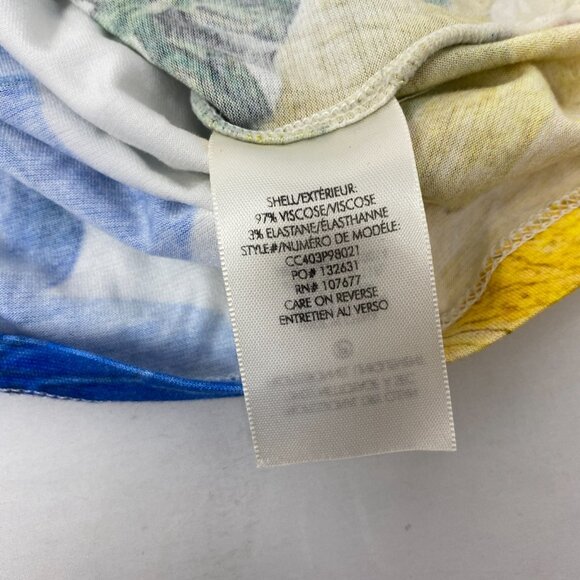 SHELL/EXTÉRIEUR:
97% VISCOSE/VISCOSE
3% ELASTANE/ÉLASTHANNE
STYLE#/NUMÉRO DE MODÈLE:
CC403P98021
PO# 132631
RN# 107677
CARE ON REVERSE
ENTRETIEN AU VERSO